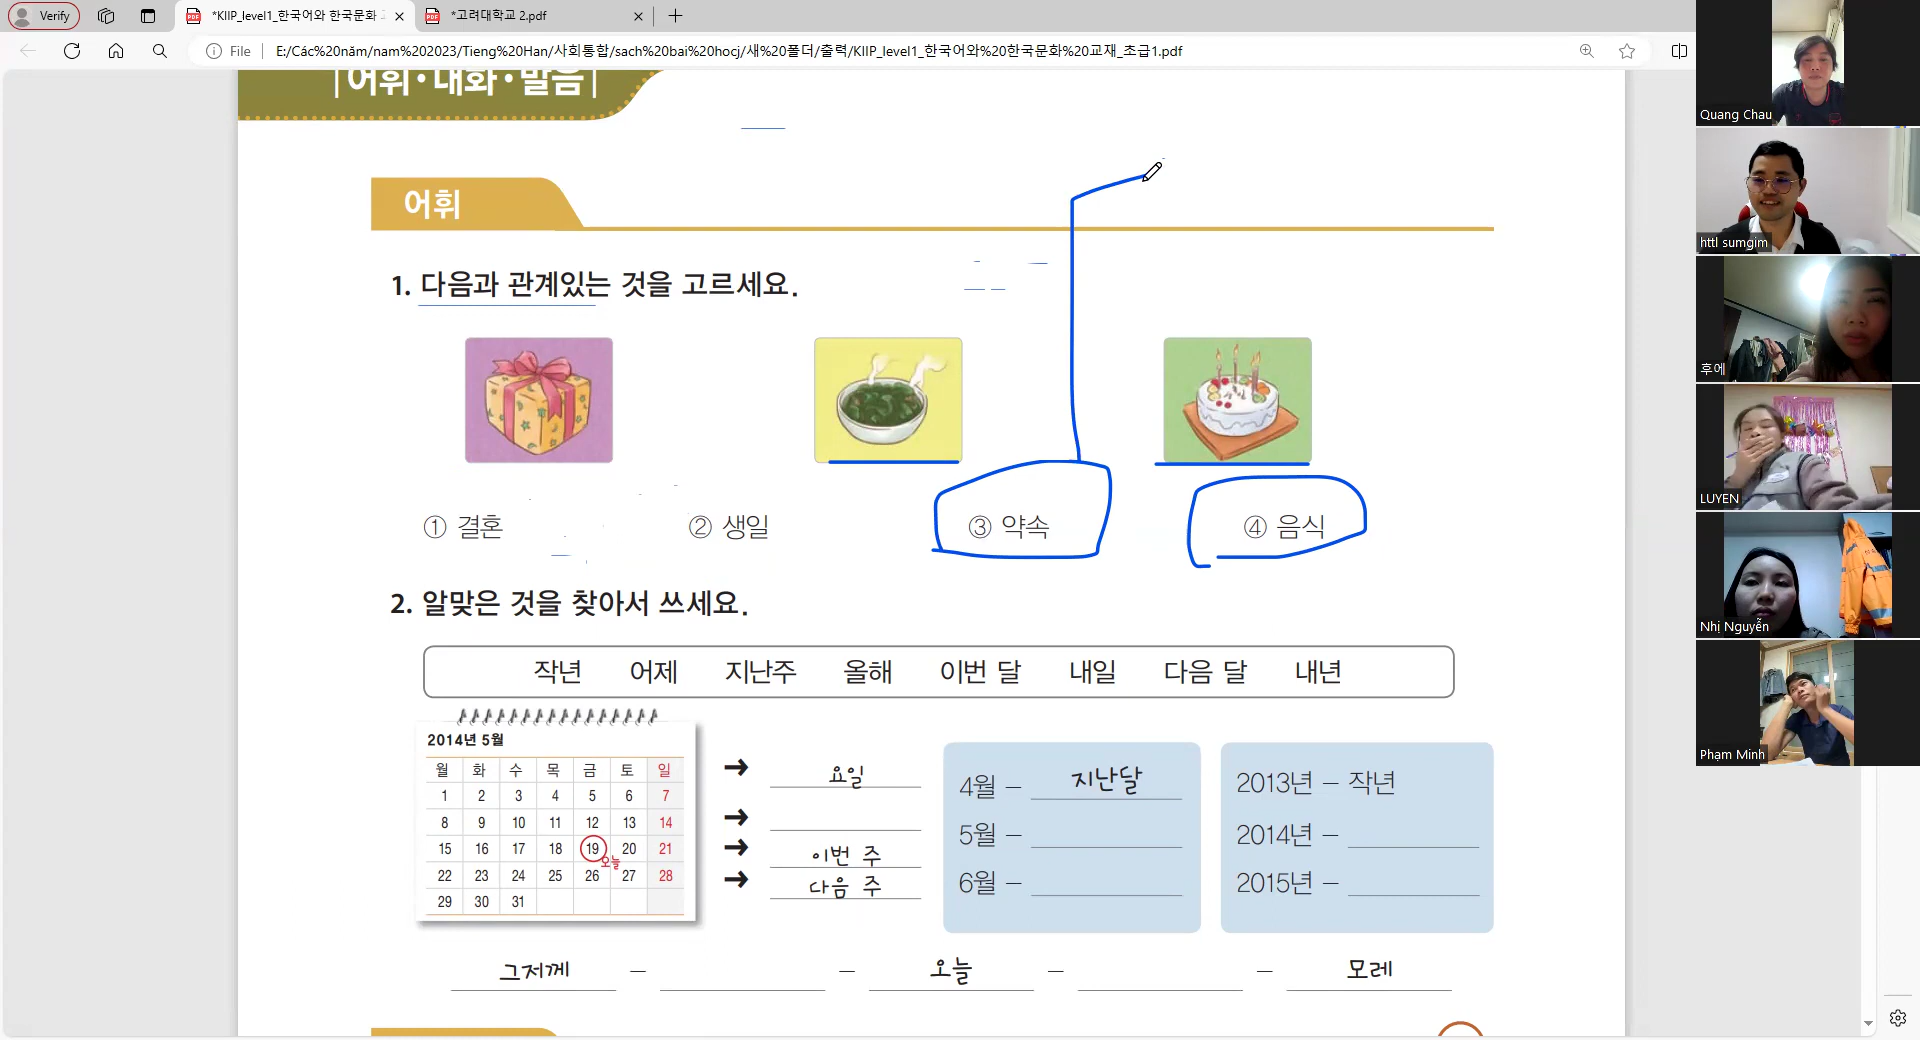 Verify
*KIIP_level1_한국어와 한국문화
*고려대학교 2.pdf
File
E:/Các%20năm/nam%202023/Tieng%20Han/사회통합/sach%20bai%20hocj/새%20폴더/출력/KIIP_level1_한국어와%20한국문화%20교재_초급1.pdf
|어휘·대화·발음|
어휘
1. 다음과 관계있는 것을 고르세요.
① 결혼 ② 생일 ③ 약속 ④ 음식
2. 알맞은 것을 찾아서 쓰세요.
작년 어제 지난주 올해 이번 달 내일 다음 달 내년
2014년 5월
월 화 수 목 금 토 일
1 2 3 4 5 6 7
8 9 10 11 12 13 14
15 16 17 18 19 20 21
오늘
22 23 24 25 26 27 28
29 30 31
→ 요일
→
→ 이번 주
→ 다음 주
4월 – 지난달
5월 –
6월 –
2013년 – 작년
2014년 –
2015년 –
그저께 – – 오늘 – – 모레
Quang Chau
httl sumgim
후에
LUYEN
Nhị Nguyễn
Phạm Minh